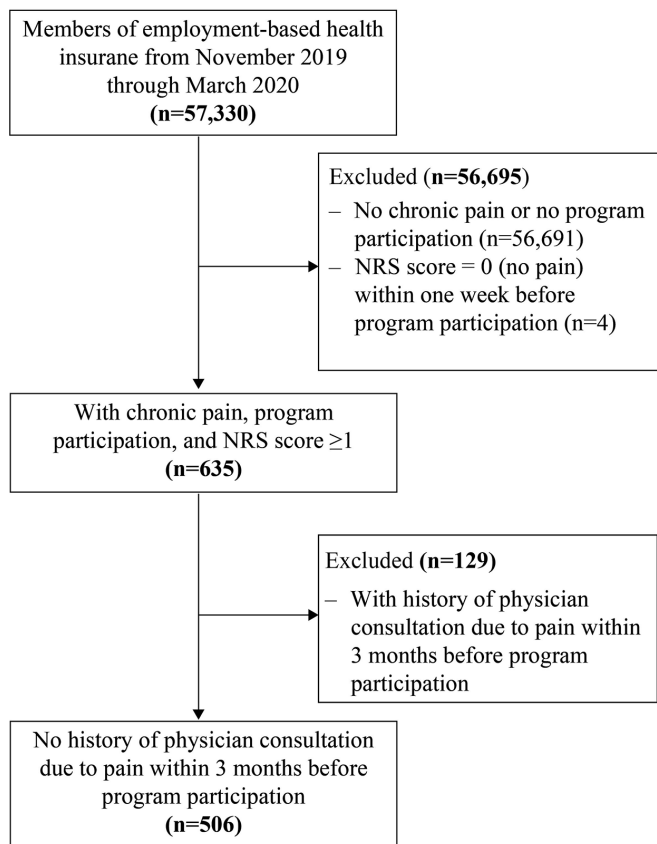 Members of employment-based health
insurane from November 2019
through March 2020
(n=57,330)
Excluded (n=56,695)
– No chronic pain or no program
participation (n=56,691)
– NRS score = 0 (no pain)
within one week before
program participation (n=4)
With chronic pain, program
participation, and NRS score ≥1
(n=635)
Excluded (n=129)
– With history of physician
consultation due to pain within
3 months before program
participation
No history of physician consultation
due to pain within 3 months before
program participation
(n=506)